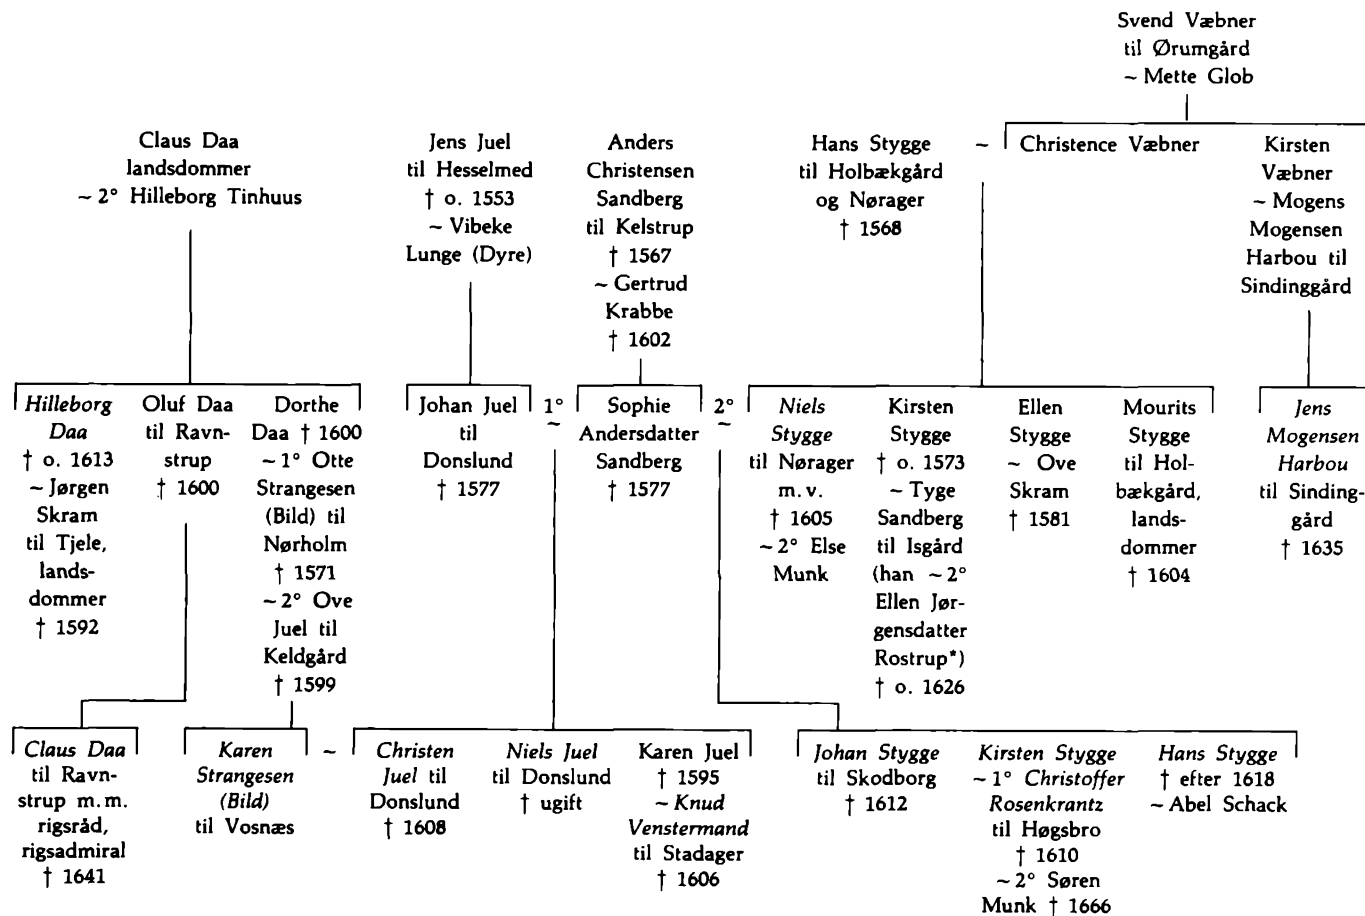 Svend Væbner
til Ørumgård
~ Mette Glob
Claus Daa
landsdommer
~ 2° Hilleborg Tinhuus
Jens Juel
til Hesselmed
† o. 1553
~ Vibeke
Lunge (Dyre)
Anders
Christensen
Sandberg
til Kelstrup
† 1567
~ Gertrud
Krabbe
† 1602
Hans Stygge
til Holbækgård
og Nørager
† 1568
~
Christence Væbner
Kirsten
Væbner
~ Mogens
Mogensen
Harbou til
Sindinggård
Hilleborg
Daa
† o. 1613
~ Jørgen
Skram
til Tjele,
lands-
dommer
† 1592
Oluf Daa
til Ravn-
strup
† 1600
Dorthe
Daa † 1600
~ 1° Otte
Strangesen
(Bild) til
Nørholm
† 1571
~ 2° Ove
Juel til
Keldgård
† 1599
Johan Juel
til
Donslund
† 1577
1°
~
Sophie
Andersdatter
Sandberg
† 1577
2°
~
Niels
Stygge
til Nørager
m. v.
† 1605
~ 2° Else
Munk
Kirsten
Stygge
† o. 1573
~ Tyge
Sandberg
til Isgård
(han ~ 2°
Ellen Jør-
gensdatter
Rostrup*)
† o. 1626
Ellen
Stygge
~ Ove
Skram
† 1581
Mourits
Stygge
til Hol-
bækgård,
lands-
dommer
† 1604
Jens
Mogensen
Harbou
til Sinding-
gård
† 1635
Claus Daa
til Ravn-
strup m. m.
rigsråd,
rigsadmiral
† 1641
Karen
Strangesen
(Bild)
til Vosnæs
~
Christen
Juel til
Donslund
† 1608
Niels Juel
til Donslund
† ugift
Karen Juel
† 1595
~ Knud
Venstermand
til Stadager
† 1606
Johan Stygge
til Skodborg
† 1612
Kirsten Stygge
~ 1° Christoffer
Rosenkrantz
til Høgsbro
† 1610
~ 2° Søren
Munk † 1666
Hans Stygge
† efter 1618
~ Abel Schack